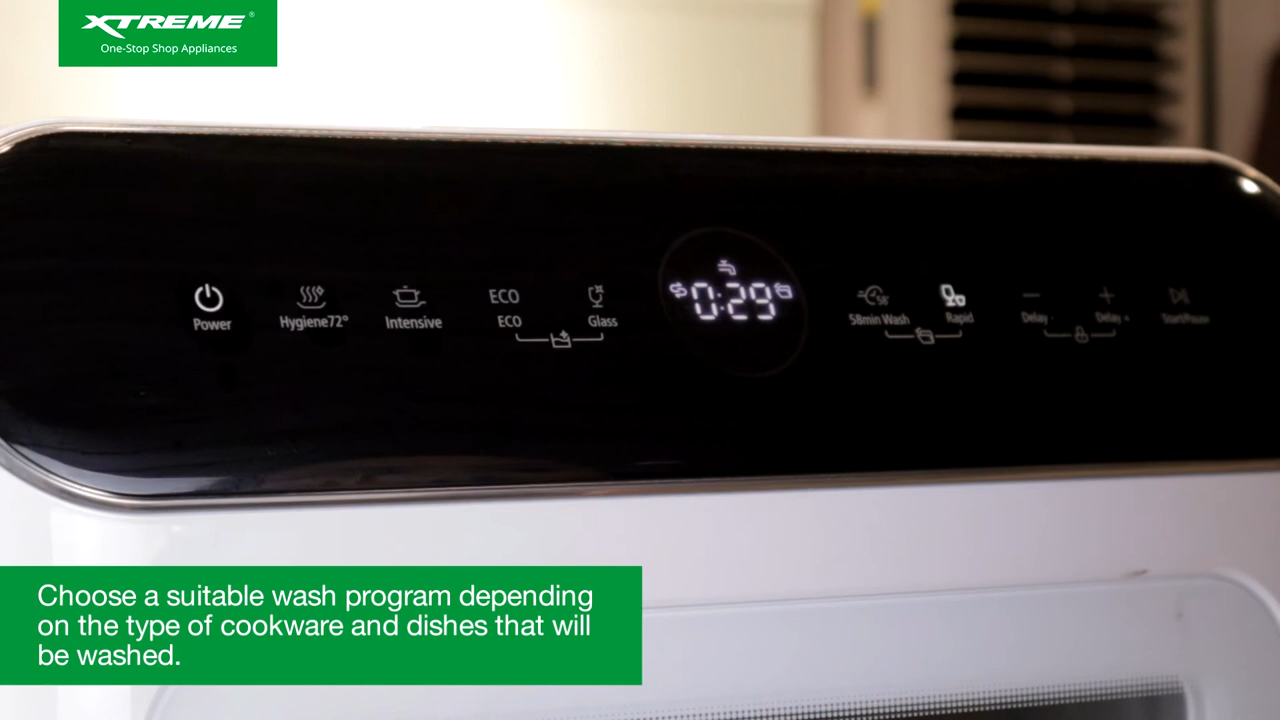 XTREME®
One-Stop Shop Appliances
ECO
0:29
58'
Power
Hygiene72°
Intensive
ECO
Glass
58min Wash
Rapid
Delay -
Delay +
Start/Pause
Choose a suitable wash program depending
on the type of cookware and dishes that will
be washed.